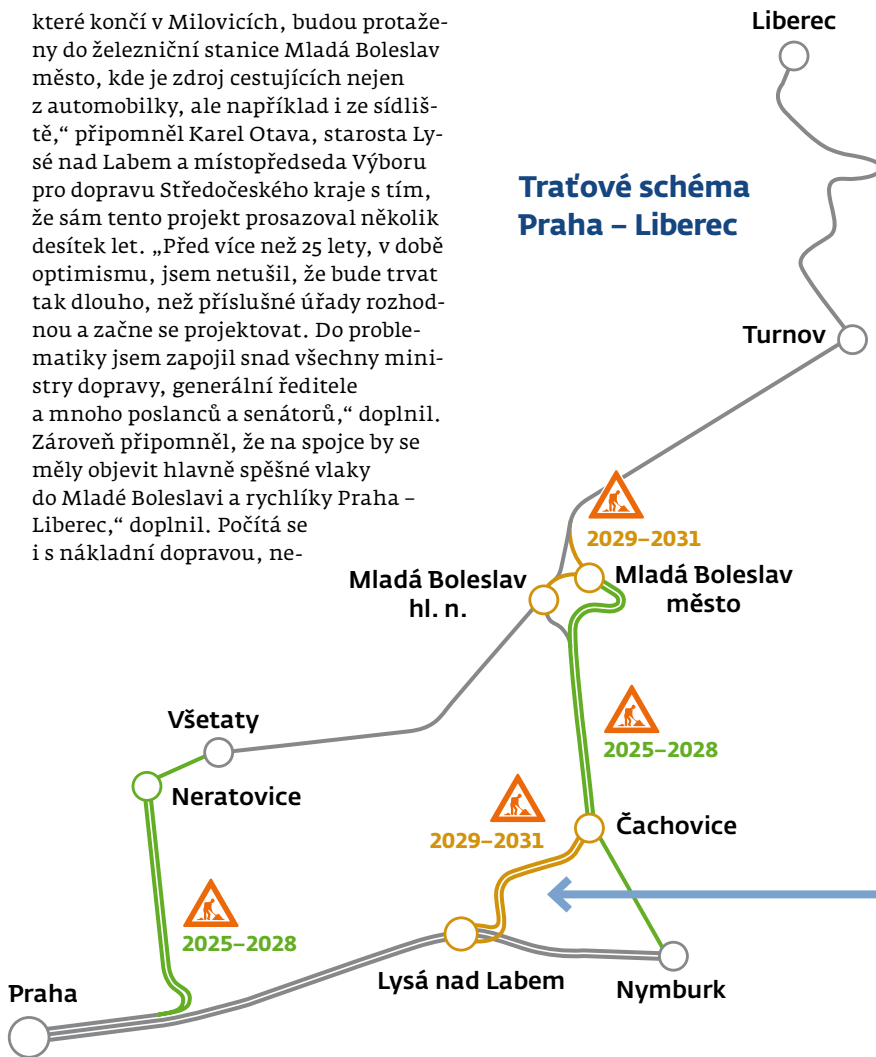 které končí v Milovicích, budou protaže-
ny do železniční stanice Mladá Boleslav
město, kde je zdroj cestujících nejen
z automobilky, ale například i ze sídliš-
tě,“ připomněl Karel Otava, starosta Ly-
sé nad Labem a místopředseda Výboru
pro dopravu Středočeského kraje s tím,
že sám tento projekt prosazoval několik
desítek let. „Před více než 25 lety, v době
optimismu, jsem netušil, že bude trvat
tak dlouho, než příslušné úřady rozhod-
nou a začne se projektovat. Do proble-
matiky jsem zapojil snad všechny mini-
stry dopravy, generální ředitele
a mnoho poslanců a senátorů,“ doplnil.
Zároveň připomněl, že na spojce by se
měly objevit hlavně spěšné vlaky
do Mladé Boleslavi a rychlíky Praha –
Liberec,“ doplnil. Počítá se
i s nákladní dopravou, ne-
Traťové schéma
Praha – Liberec
Liberec
Turnov
2029–2031
Mladá Boleslav
hl. n.
Mladá Boleslav
město
Všetaty
2025–2028
Neratovice
2029–2031
Čachovice
2025–2028
Lysá nad Labem
Nymburk
Praha